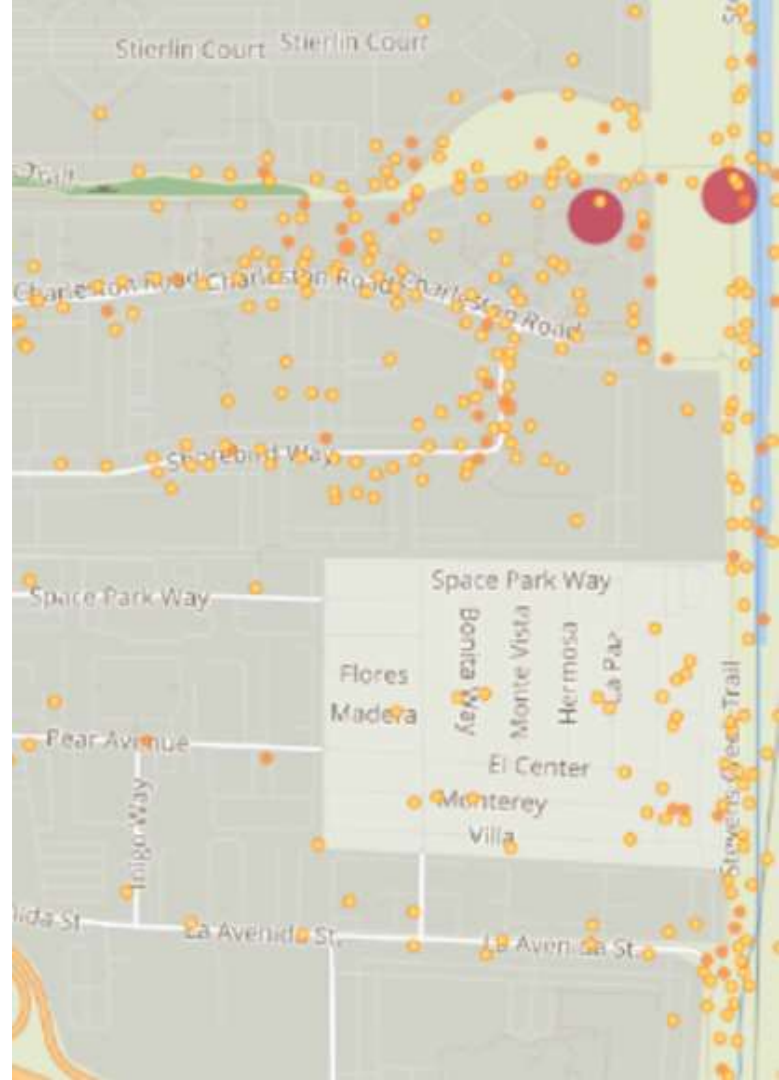 Stierlin Court
Stierlin Court
Trail
Charleston Road
Charleston Road
Charleston Road
Shorebird Way
Space Park Way
Space Park Way
Bonita Way
Monte Vista
Hermosa
La Paz
Flores
Madera
Pear Avenue
El Center
Monterey
Villa
Inigo Way
Stevens Creek Trail
nida St.
La Avenida St.
La Avenida St.